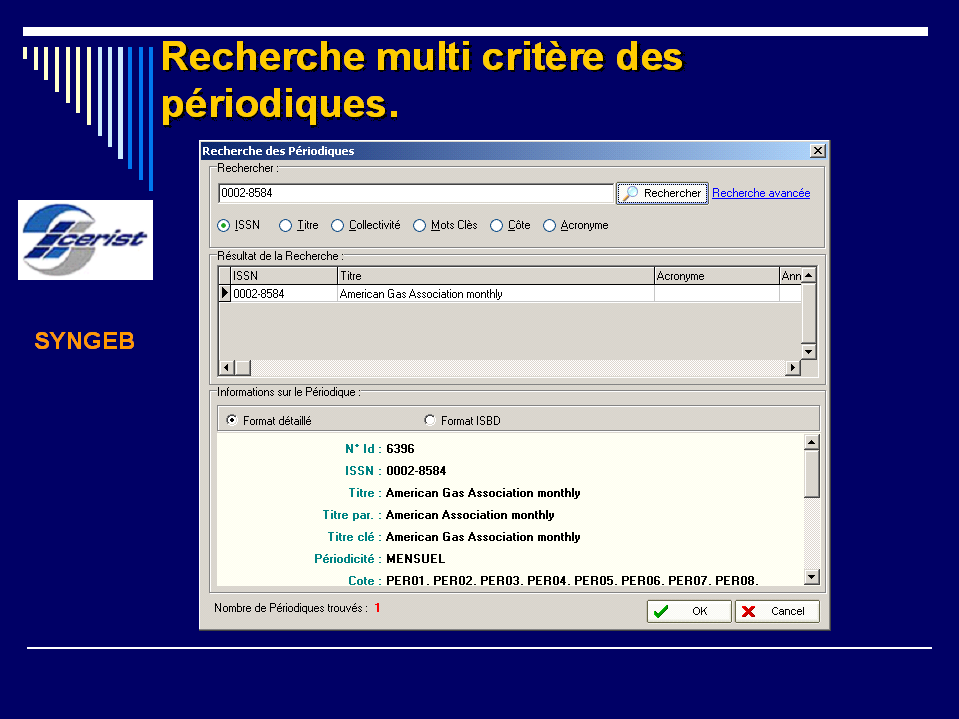 Recherche multi critère des
périodiques.
Recherche des Périodiques
Rechercher :
0002-8584 Rechercher Recherche avancée
ISSN Titre Collectivité Mots Clès Côte Acronyme
cerist
Résultat de la Recherche :
ISSN Titre Acronyme Ann
0002-8584 American Gas Association monthly
SYNGEB
Informations sur le Périodique :
Format détaillé Format ISBD
N° Id : 6396
ISSN : 0002-8584
Titre : American Gas Association monthly
Titre par. : American Association monthly
Titre clé : American Gas Association monthly
Périodicité : MENSUEL
Cote : PER01. PER02. PER03. PER04. PER05. PER06. PER07. PER08.
Nombre de Périodiques trouvés : 1 OK Cancel